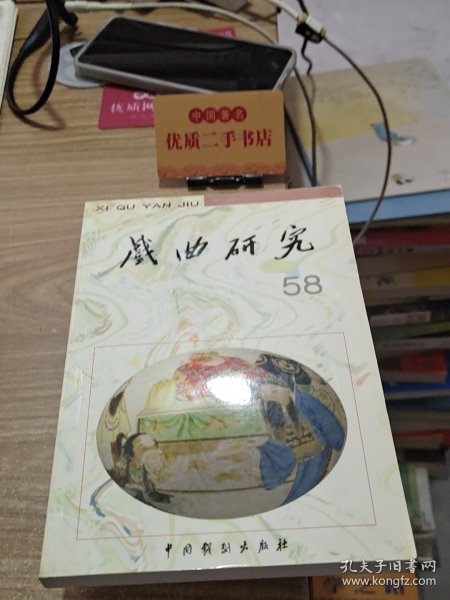 中国著名
优质二手书店
XI QU YAN JIU
戲曲研究
58
中国戏剧出版社
孔夫子旧书网
kongfz.com